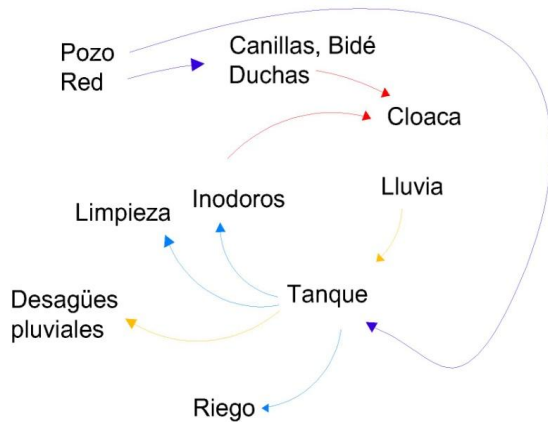 Pozo
Red
Canillas, Bidé
Duchas
Cloaca
Lluvia
Inodoros
Limpieza
Tanque
Desagües
pluviales
Riego